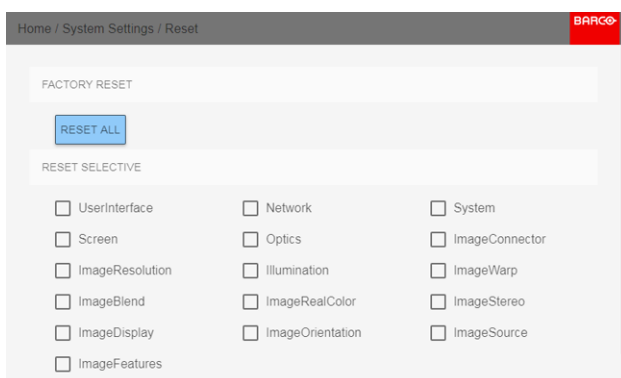 Home / System Settings / Reset
BARCO
FACTORY RESET
RESET ALL
RESET SELECTIVE
UserInterface Network System
Screen Optics ImageConnector
ImageResolution Illumination ImageWarp
ImageBlend ImageRealColor ImageStereo
ImageDisplay ImageOrientation ImageSource
ImageFeatures